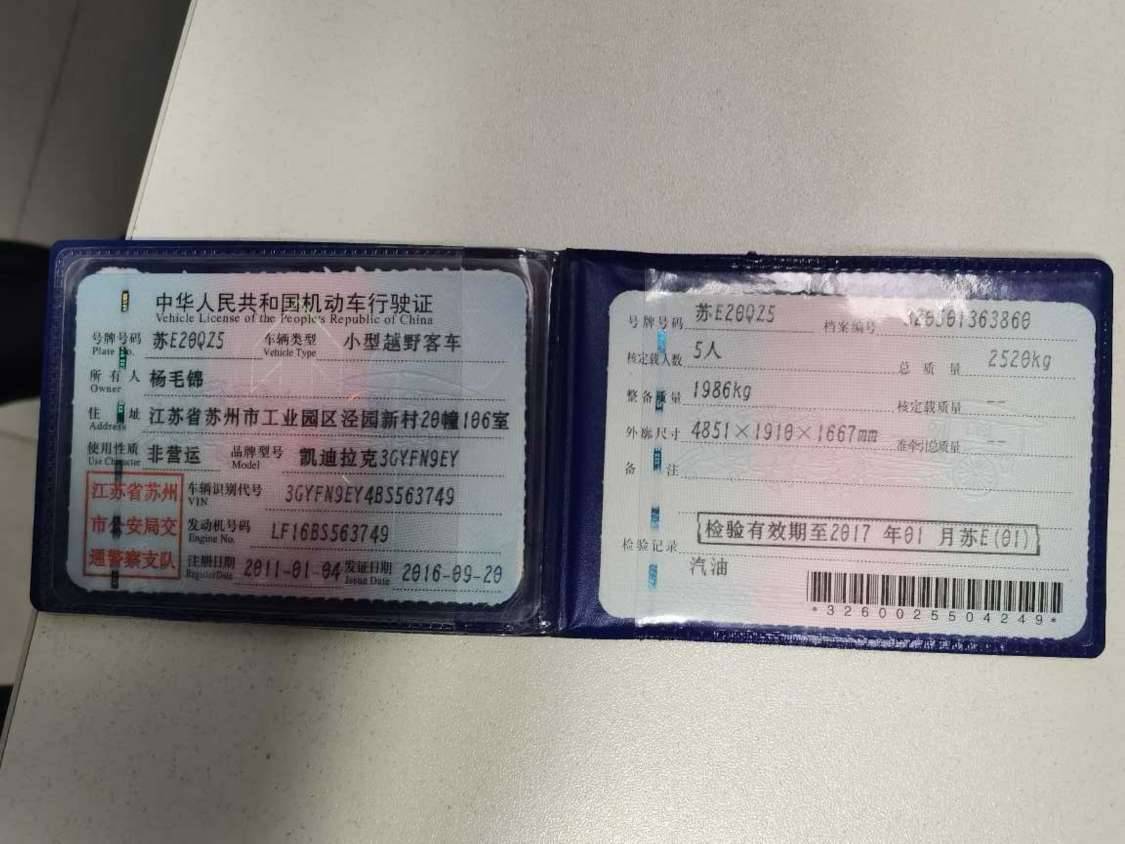 中华人民共和国机动车行驶证
Vehicle License of the People's Republic of China
号牌号码 苏E20QZ5 车辆类型 小型越野客车
Plate No. Vehicle Type
所有人 杨毛锦
Owner
住址 江苏省苏州市工业园区泾园新村20幢106室
Address
使用性质 非营运 品牌型号 凯迪拉克3GYFN9EY
Use Character Model
江苏省苏州
市公安局交
通警察支队
车辆识别代号 3GYFN9EY4BS563749
VIN
发动机号码 LF16BS563749
Engine No.
注册日期 2011-01-04 发证日期 2016-09-20
Register Date Issue Date
号牌号码 苏E20QZ5 档案编号 320501363860
核定载人数 5人 总质量 2520kg
整备质量 1986kg 核定载质量 --
外廓尺寸 4851×1910×1667mm 准牵引总质量 --
备注
检验有效期至2017年01月苏E(01)
检验记录
汽油
*3260025504249*